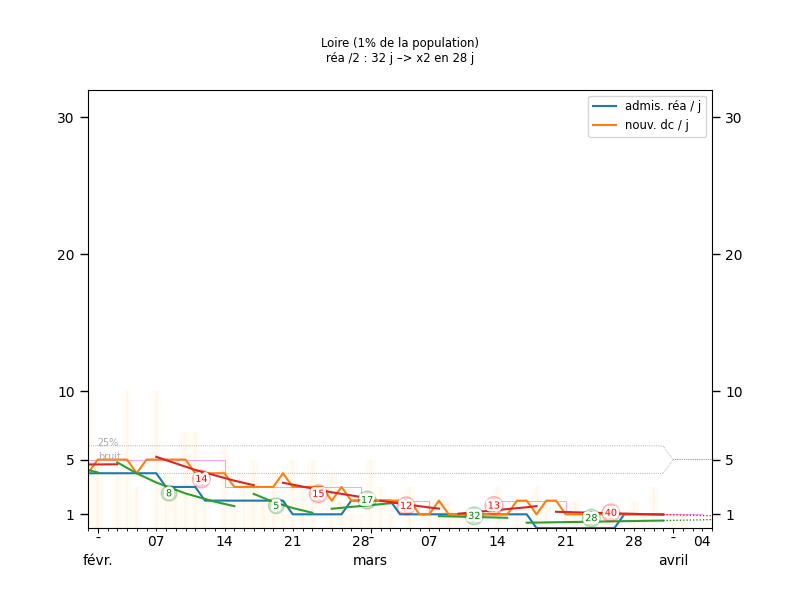 Loire (1% de la population)
réa /2 : 32 j –> x2 en 28 j
admis. réa / j
nouv. dc / j
30 30
20 20
10 10
5 5
1 1
25%
bruit
14
8
15
5
17
12
32
13
28
40
- 07 14 21 28 - 07 14 21 28 - 04
févr. mars avril